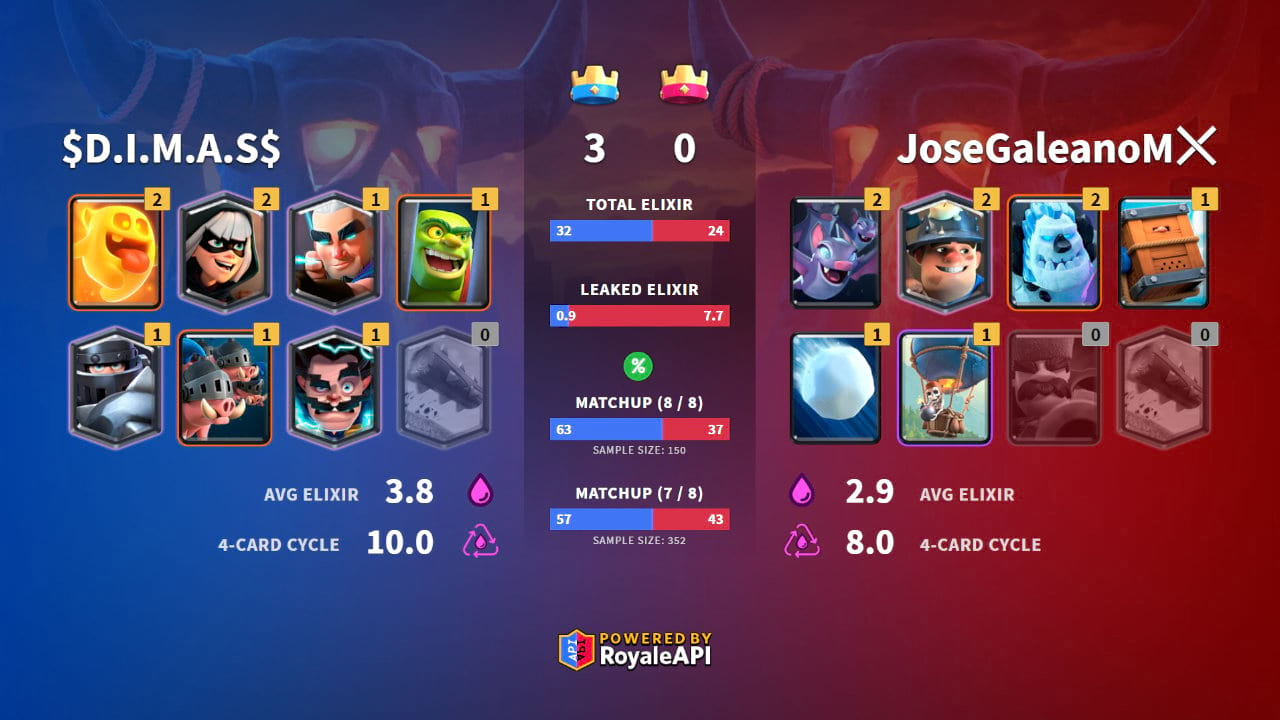 3 0
$D.I.M.A.S$
JoseGaleanoM
2 2 1 1
1 1 1 0
TOTAL ELIXIR
32 24
LEAKED ELIXIR
0.9 7.7
%
MATCHUP (8 / 8)
63 37
SAMPLE SIZE: 150
MATCHUP (7 / 8)
57 43
SAMPLE SIZE: 352
2 2 2 1
1 1 0 0
AVG ELIXIR 3.8
4-CARD CYCLE 10.0
2.9 AVG ELIXIR
8.0 4-CARD CYCLE
API
POWERED BY
RoyaleAPI